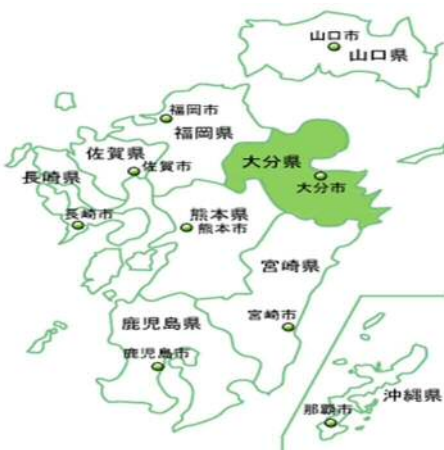 山口市
山口県
福岡市
福岡県
佐賀県
佐賀市
長崎県
長崎市
大分県
大分市
熊本県
熊本市
宮崎県
宮崎市
鹿児島県
鹿児島市
沖縄県
那覇市